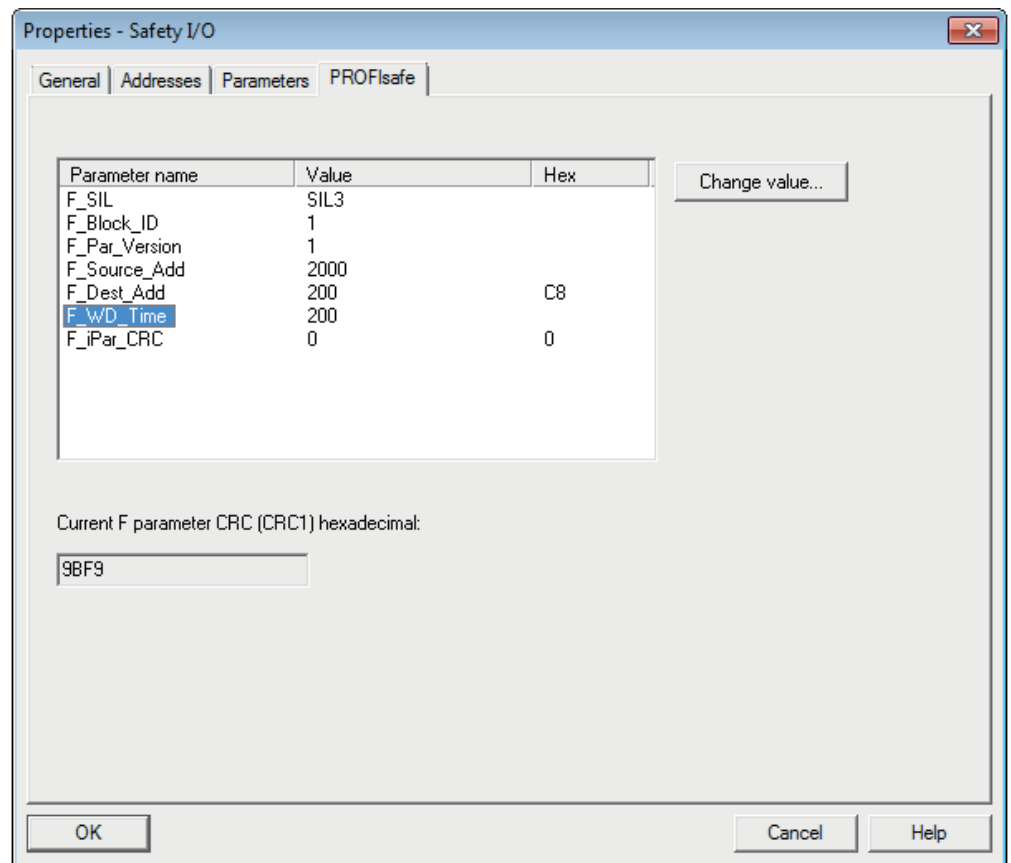 Properties - Safety I/O
General Addresses Parameters PROFIsafe
Parameter name Value Hex
F_SIL SIL3
F_Block_ID 1
F_Par_Version 1
F_Source_Add 2000
F_Dest_Add 200 C8
F_WD_Time 200
F_iPar_CRC 0 0
Change value...
Current F parameter CRC (CRC1) hexadecimal:
9BF9
OK Cancel Help